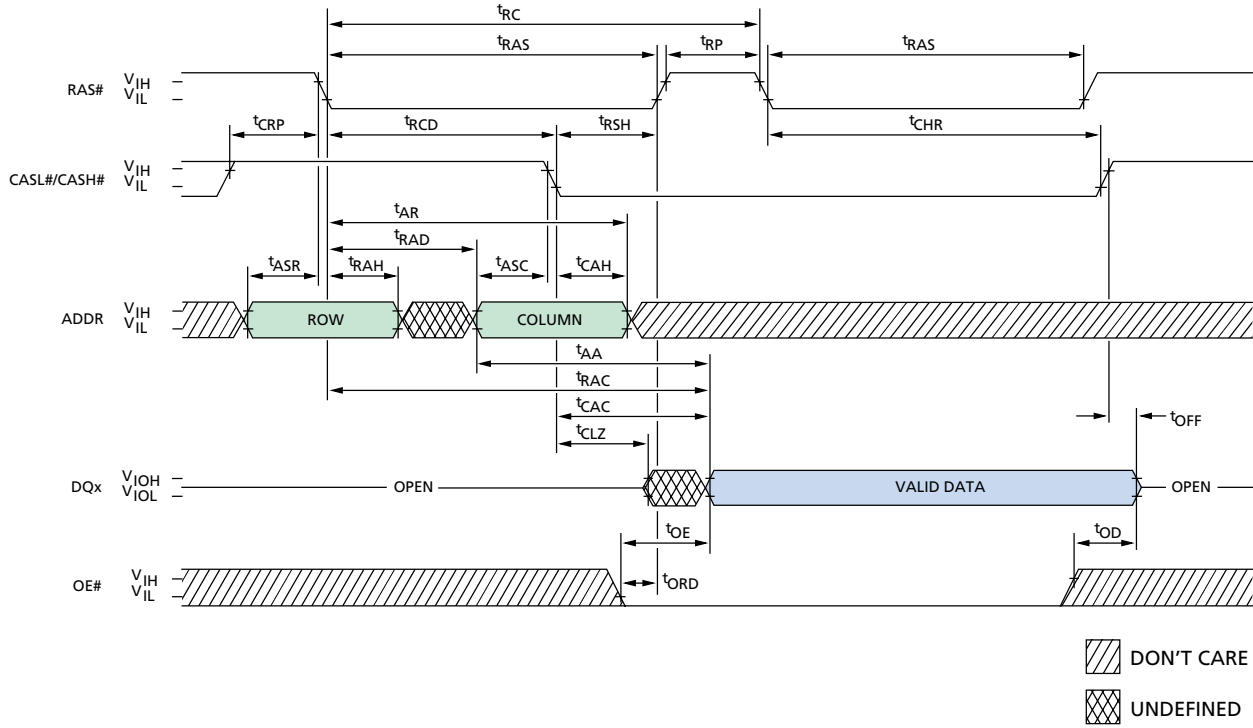 tRC
tRAS tRP tRAS
RAS# VIH
VIL
tCRP tRCD tRSH tCHR
CASL#/CASH# VIH
VIL
tAR
tRAD
tASR tRAH tASC tCAH
ADDR VIH
VIL
ROW COLUMN
tAA
tRAC
tCAC
tOFF
tCLZ
DQx VIOH
VIOL
OPEN VALID DATA OPEN
tOE tOD
tORD
OE# VIH
VIL
DON'T CARE
UNDEFINED